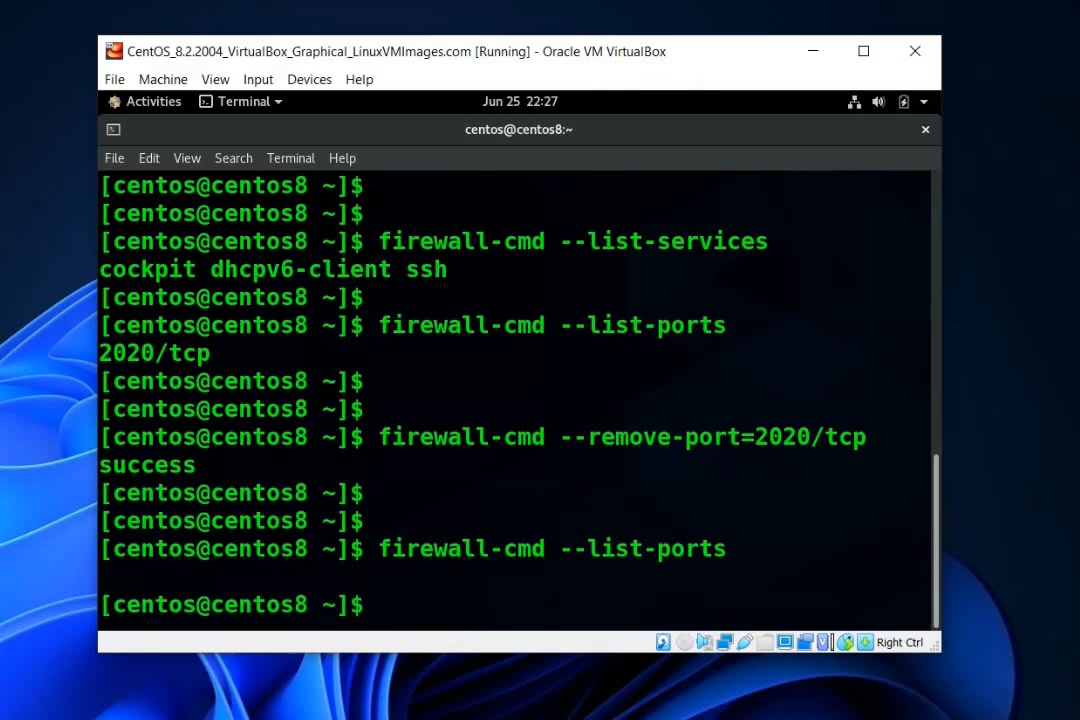 CentOS_8.2.2004_VirtualBox_Graphical_LinuxVMImages.com [Running] - Oracle VM VirtualBox
File Machine View Input Devices Help
Activities Terminal Jun 25 22:27
centos@centos8:~
File Edit View Search Terminal Help
[centos@centos8 ~]$
[centos@centos8 ~]$
[centos@centos8 ~]$ firewall-cmd --list-services
cockpit dhcpv6-client ssh
[centos@centos8 ~]$
[centos@centos8 ~]$ firewall-cmd --list-ports
2020/tcp
[centos@centos8 ~]$
[centos@centos8 ~]$
[centos@centos8 ~]$ firewall-cmd --remove-port=2020/tcp
success
[centos@centos8 ~]$
[centos@centos8 ~]$
[centos@centos8 ~]$ firewall-cmd --list-ports
[centos@centos8 ~]$
Right Ctrl